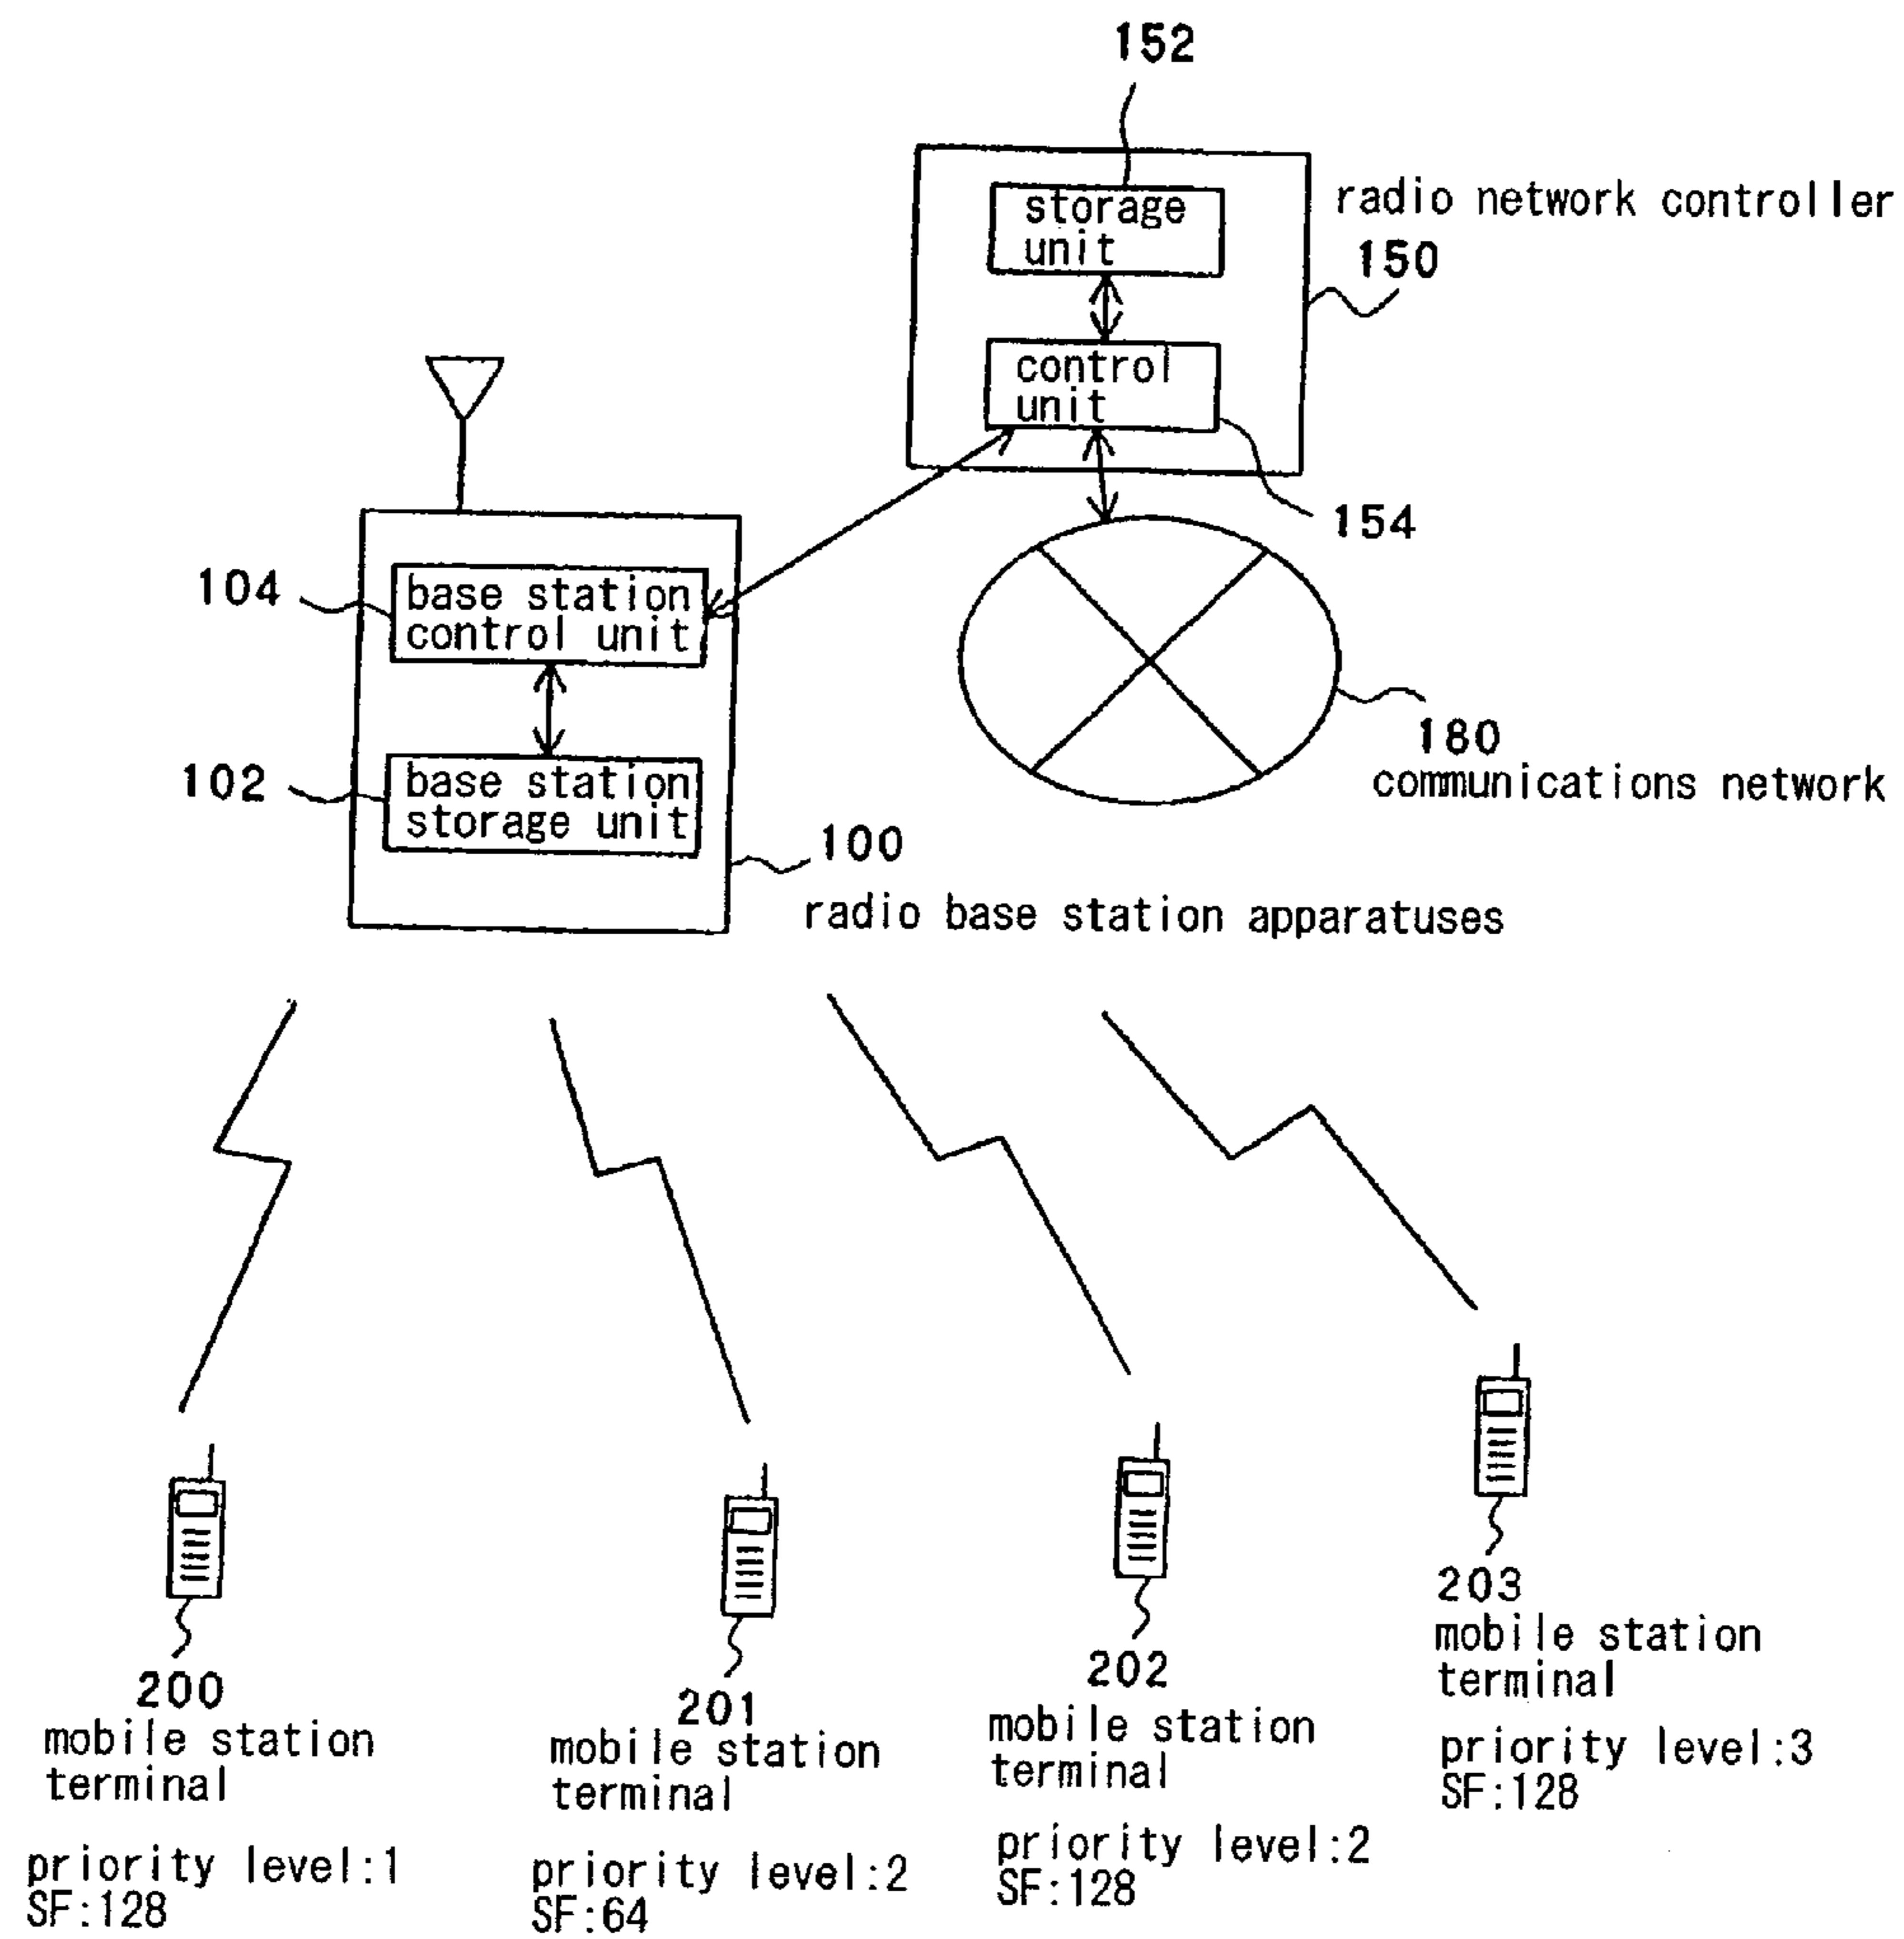 152
storage
unit
radio network controller
150
control
unit
154
104
base station
control unit
180
communications network
102
base station
storage unit
100
radio base station apparatuses
200
mobile station
terminal
priority level:1
SF:128
201
mobile station
terminal
priority level:2
SF:64
202
mobile station
terminal
priority level:2
SF:128
203
mobile station
terminal
priority level:3
SF:128